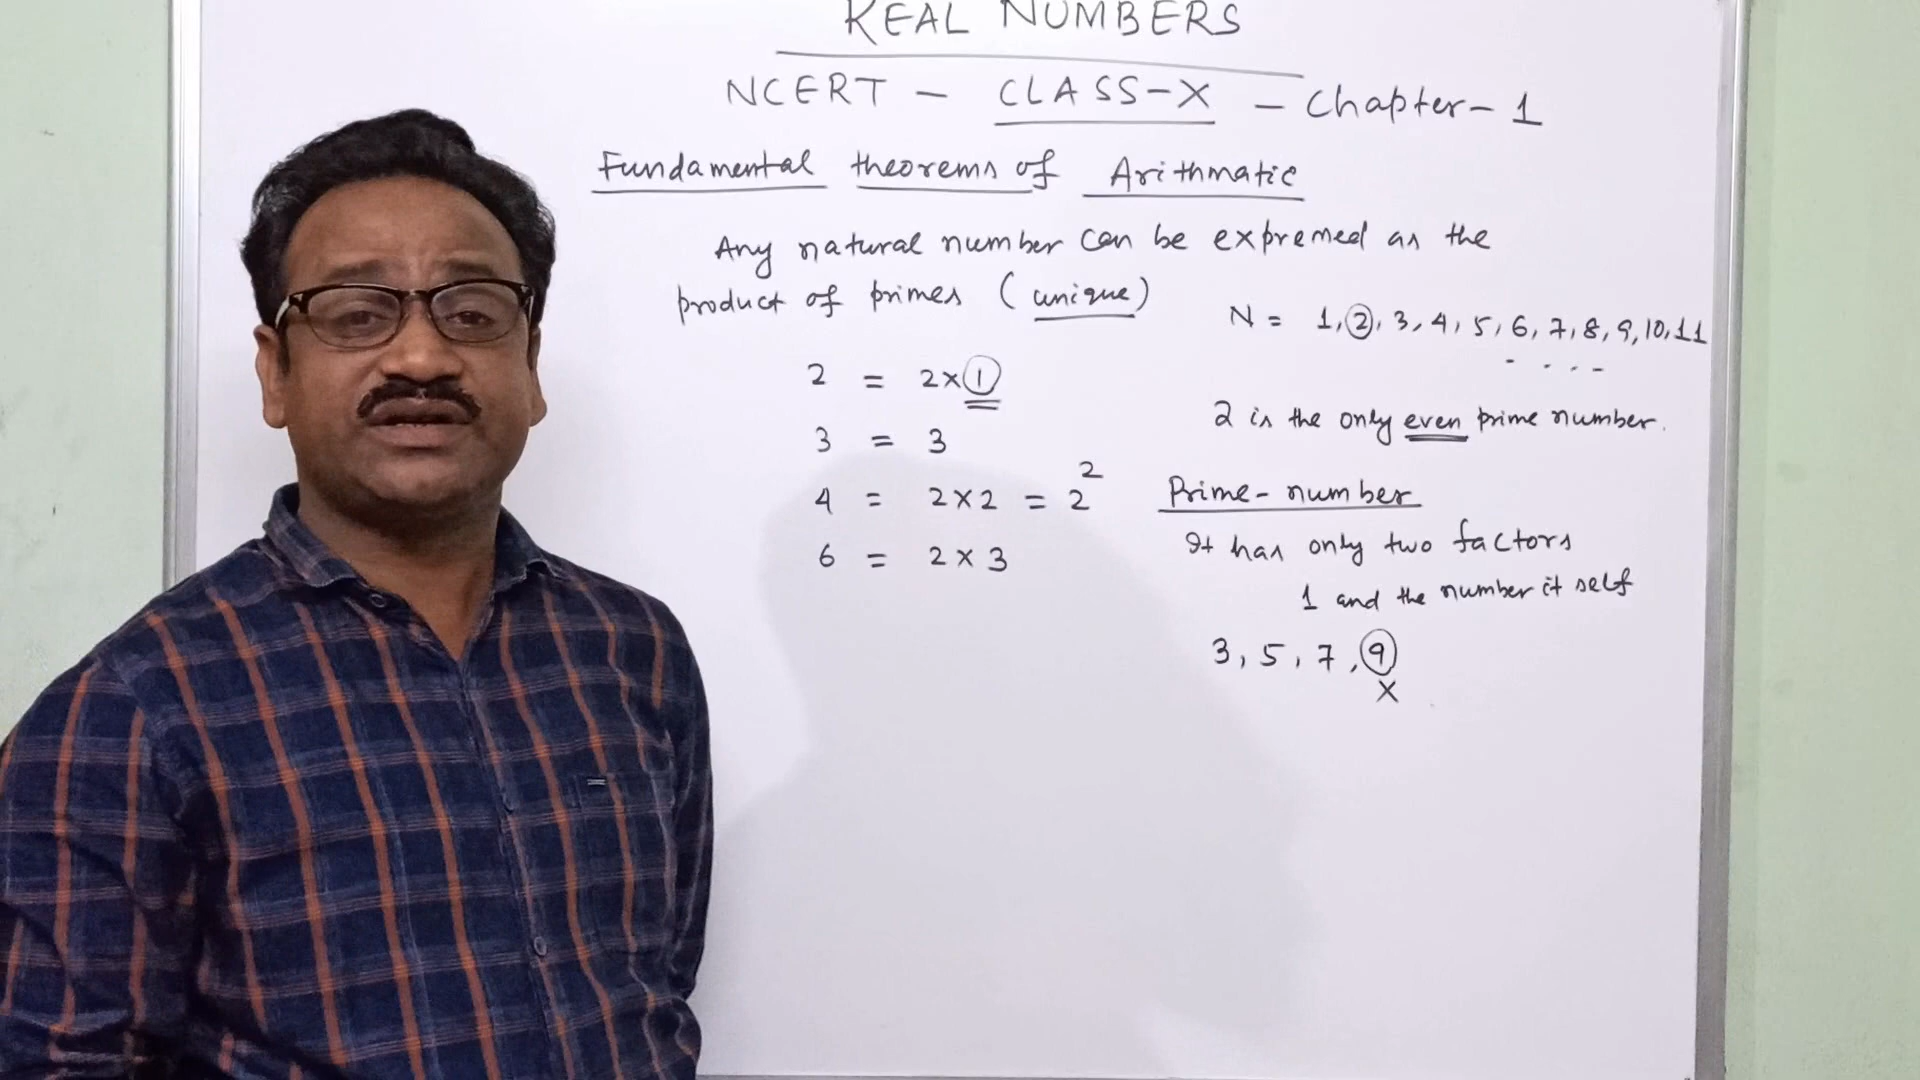 REAL NUMBERS
NCERT - CLASS-X - Chapter-1
Fundamental theorems of Arithmatic
Any natural number can be expressed as the
product of primes (unique)
N = 1, 2, 3, 4, 5, 6, 7, 8, 9, 10, 11
- . . . -
2 = 2×1
3 = 3
4 = 2×2 = 2²
6 = 2×3
2 is the only even prime number.
Prime-number
It has only two factors
1 and the number it self
3, 5, 7, 9
×